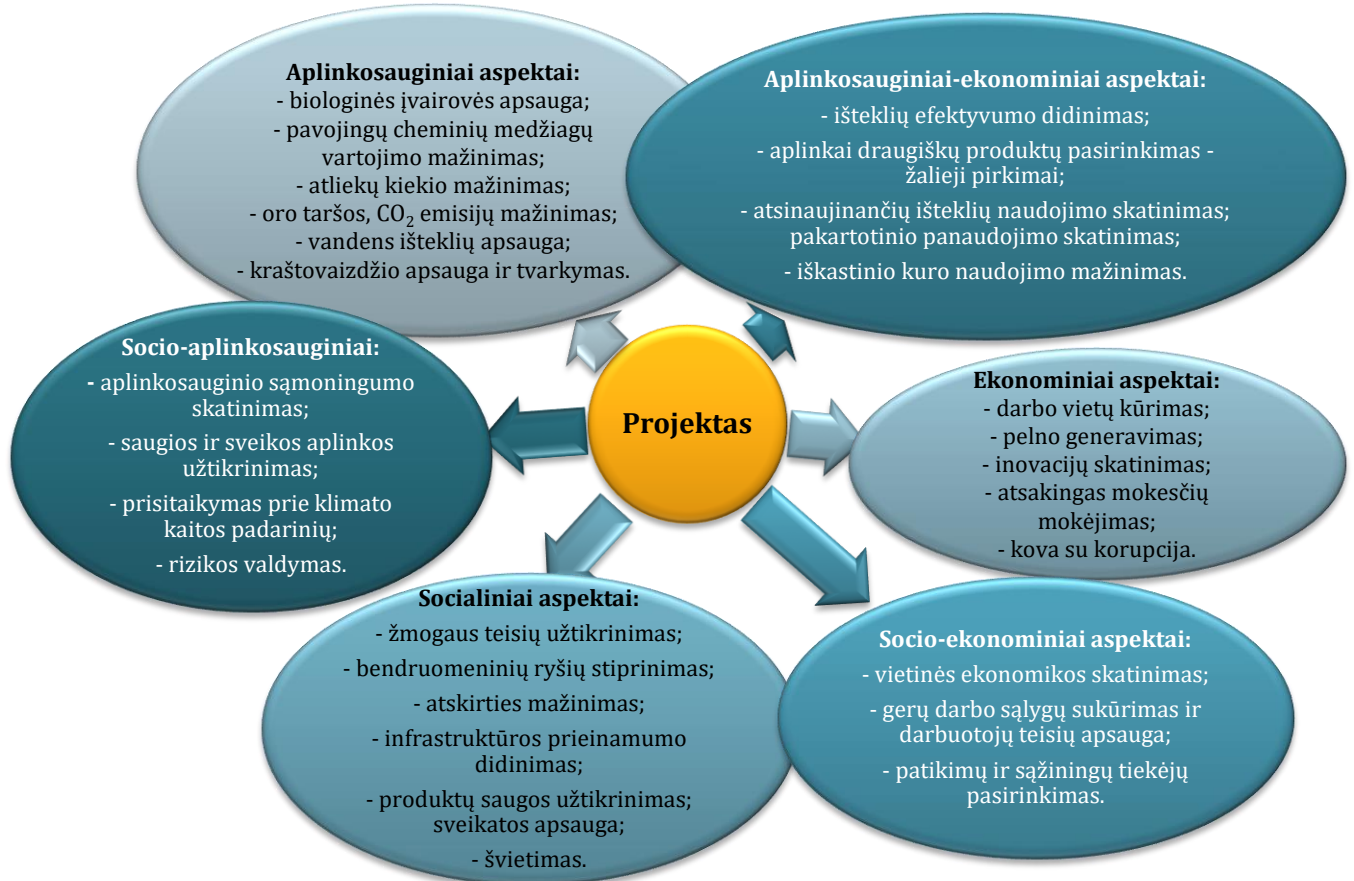 Aplinkosauginiai aspektai:
- biologinės įvairovės apsauga;
- pavojingų cheminių medžiagų
vartojimo mažinimas;
- atliekų kiekio mažinimas;
- oro taršos, CO₂ emisijų mažinimas;
- vandens išteklių apsauga;
- kraštovaizdžio apsauga ir tvarkymas.
Aplinkosauginiai-ekonominiai aspektai:
- išteklių efektyvumo didinimas;
- aplinkai draugiškų produktų pasirinkimas -
žalieji pirkimai;
- atsinaujinančių išteklių naudojimo skatinimas;
pakartotinio panaudojimo skatinimas;
- iškastinio kuro naudojimo mažinimas.
Socio-aplinkosauginiai:
- aplinkosauginio sąmoningumo
skatinimas;
- saugios ir sveikos aplinkos
užtikrinimas;
- prisitaikymas prie klimato
kaitos padarinių;
- rizikos valdymas.
Projektas
Ekonominiai aspektai:
- darbo vietų kūrimas;
- pelno generavimas;
- inovacijų skatinimas;
- atsakingas mokesčių
mokėjimas;
- kova su korupcija.
Socialiniai aspektai:
- žmogaus teisių užtikrinimas;
- bendruomeninių ryšių stiprinimas;
- atskirties mažinimas;
- infrastruktūros prieinamumo
didinimas;
- produktų saugos užtikrinimas;
sveikatos apsauga;
- švietimas.
Socio-ekonominiai aspektai:
- vietinės ekonomikos skatinimas;
- gerų darbo sąlygų sukūrimas ir
darbuotojų teisių apsauga;
- patikimų ir sąžiningų tiekėjų
pasirinkimas.